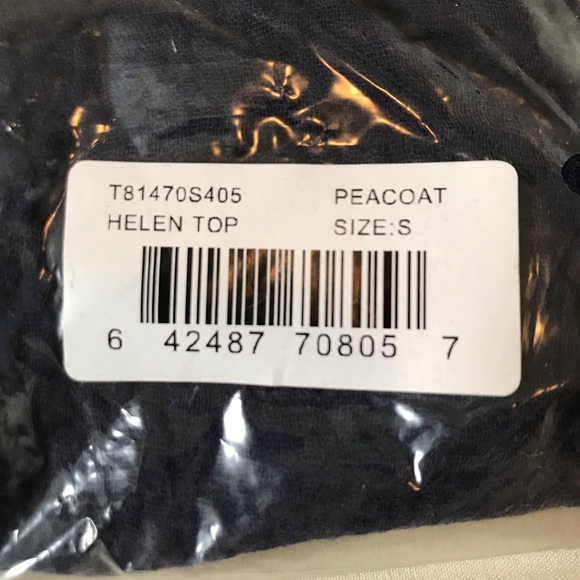 T81470S405 PEACOAT
HELEN TOP SIZE:S
6 42487 70805 7